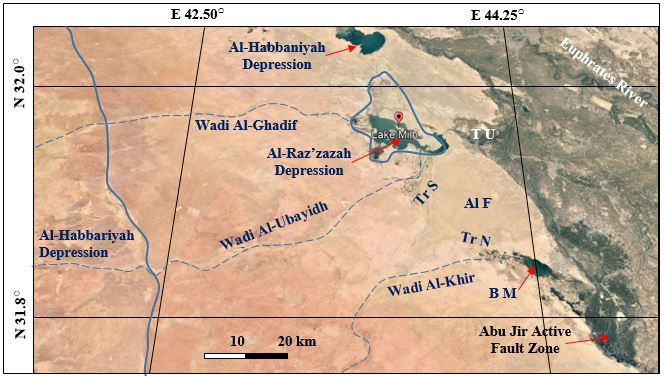 E 42.50°
E 44.25°
Al-Habbaniyah
Depression
Euphrates River
N 32.0°
Wadi Al-Ghadif
Lake Milh
T U
Al-Raz’zazah
Depression
Tr S
Al F
Al-Habbariyah
Depression
Wadi Al-Ubayidh
Tr N
Wadi Al-Khir
B M
N 31.8°
Abu Jir Active
Fault Zone
10 20 km